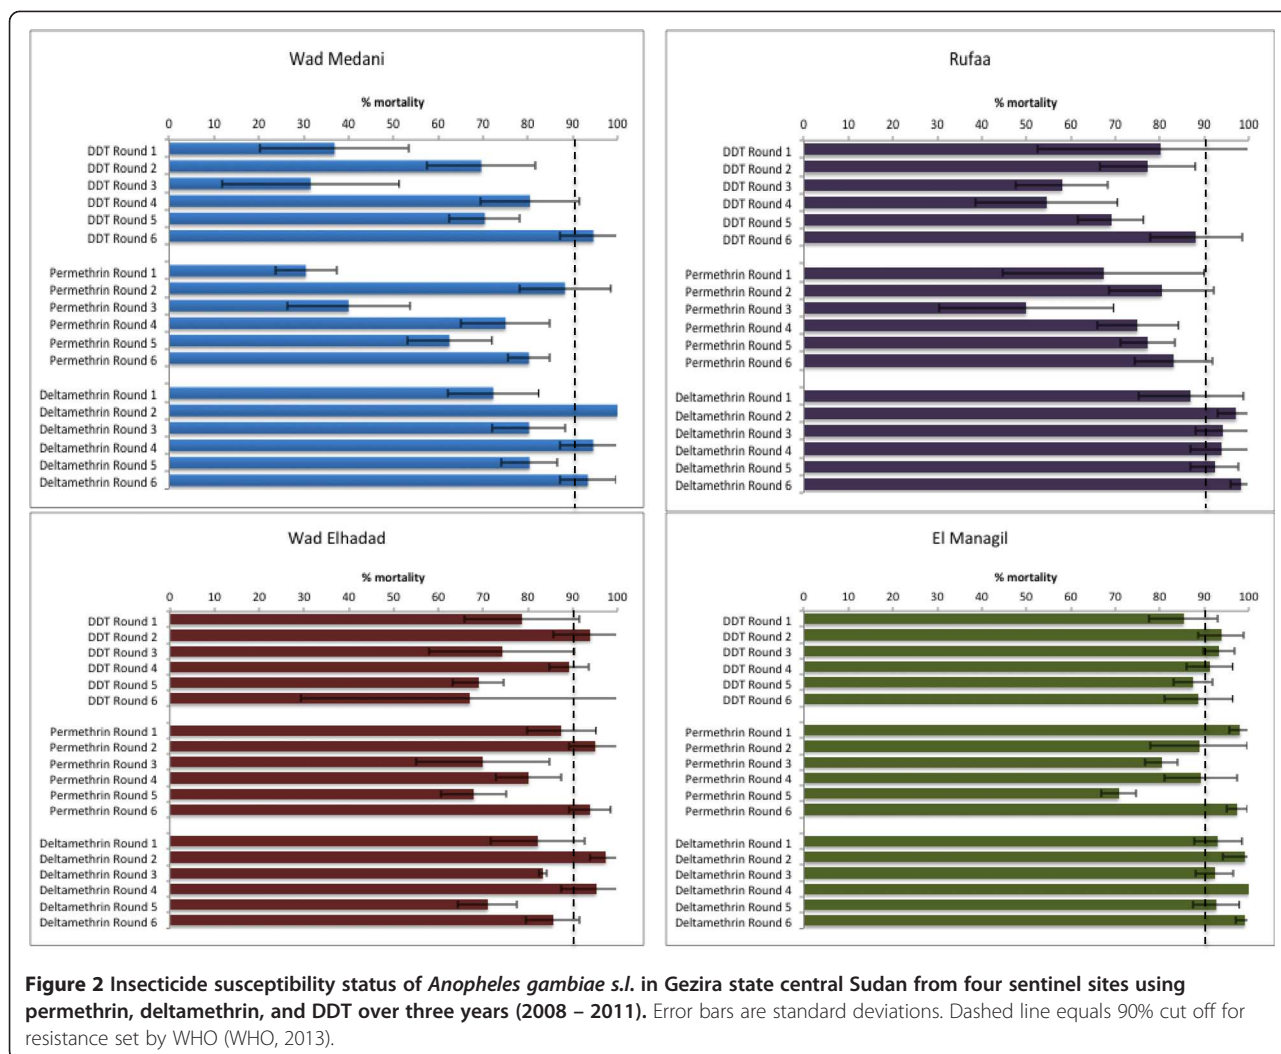 Wad Medani
% mortality
0 10 20 30 40 50 60 70 80 90 100
DDT Round 1
DDT Round 2
DDT Round 3
DDT Round 4
DDT Round 5
DDT Round 6
Permethrin Round 1
Permethrin Round 2
Permethrin Round 3
Permethrin Round 4
Permethrin Round 5
Permethrin Round 6
Deltamethrin Round 1
Deltamethrin Round 2
Deltamethrin Round 3
Deltamethrin Round 4
Deltamethrin Round 5
Deltamethrin Round 6
Rufaa
% mortality
0 10 20 30 40 50 60 70 80 90 100
DDT Round 1
DDT Round 2
DDT Round 3
DDT Round 4
DDT Round 5
DDT Round 6
Permethrin Round 1
Permethrin Round 2
Permethrin Round 3
Permethrin Round 4
Permethrin Round 5
Permethrin Round 6
Deltamethrin Round 1
Deltamethrin Round 2
Deltamethrin Round 3
Deltamethrin Round 4
Deltamethrin Round 5
Deltamethrin Round 6
Wad Elhadad
% mortality
0 10 20 30 40 50 60 70 80 90 100
DDT Round 1
DDT Round 2
DDT Round 3
DDT Round 4
DDT Round 5
DDT Round 6
Permethrin Round 1
Permethrin Round 2
Permethrin Round 3
Permethrin Round 4
Permethrin Round 5
Permethrin Round 6
Deltamethrin Round 1
Deltamethrin Round 2
Deltamethrin Round 3
Deltamethrin Round 4
Deltamethrin Round 5
Deltamethrin Round 6
El Managil
% mortality
0 10 20 30 40 50 60 70 80 90 100
DDT Round 1
DDT Round 2
DDT Round 3
DDT Round 4
DDT Round 5
DDT Round 6
Permethrin Round 1
Permethrin Round 2
Permethrin Round 3
Permethrin Round 4
Permethrin Round 5
Permethrin Round 6
Deltamethrin Round 1
Deltamethrin Round 2
Deltamethrin Round 3
Deltamethrin Round 4
Deltamethrin Round 5
Deltamethrin Round 6
Figure 2 Insecticide susceptibility status of Anopheles gambiae s.l. in Gezira state central Sudan from four sentinel sites using
permethrin, deltamethrin, and DDT over three years (2008 – 2011). Error bars are standard deviations. Dashed line equals 90% cut off for
resistance set by WHO (WHO, 2013).